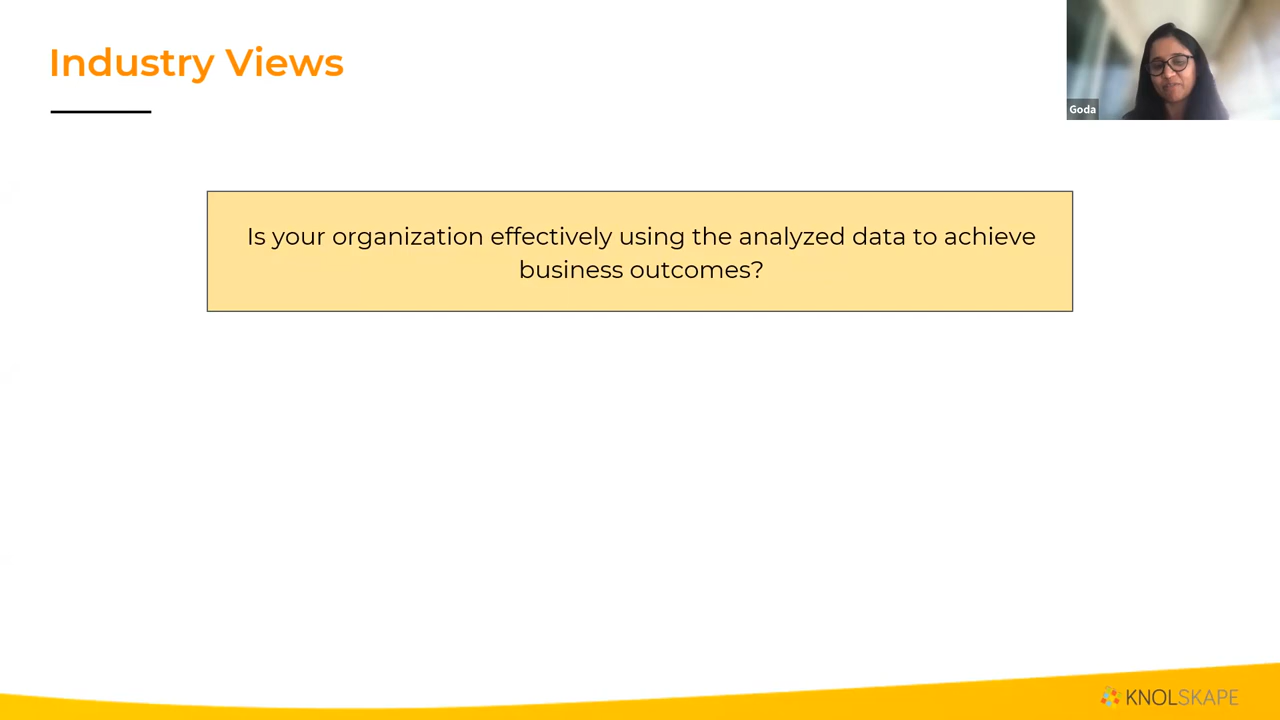 Industry Views
Goda
Is your organization effectively using the analyzed data to achieve
business outcomes?
KNOLSKAPE